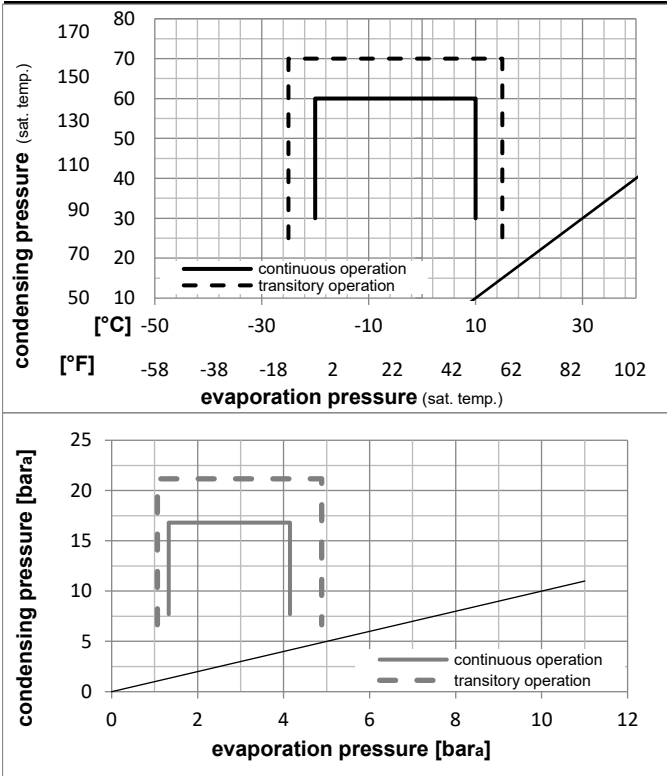 condensing pressure (sat. temp.)
170 80
150 70
60
130 50
110 40
90 30
70 20
50 10
continuous operation
transitory operation
[°C] -50 -30 -10 10 30
[°F] -58 -38 -18 2 22 42 62 82 102
evaporation pressure (sat. temp.)
condensing pressure [bara]
25
20
15
10
5
0
continuous operation
transitory operation
0 2 4 6 8 10 12
evaporation pressure [bara]